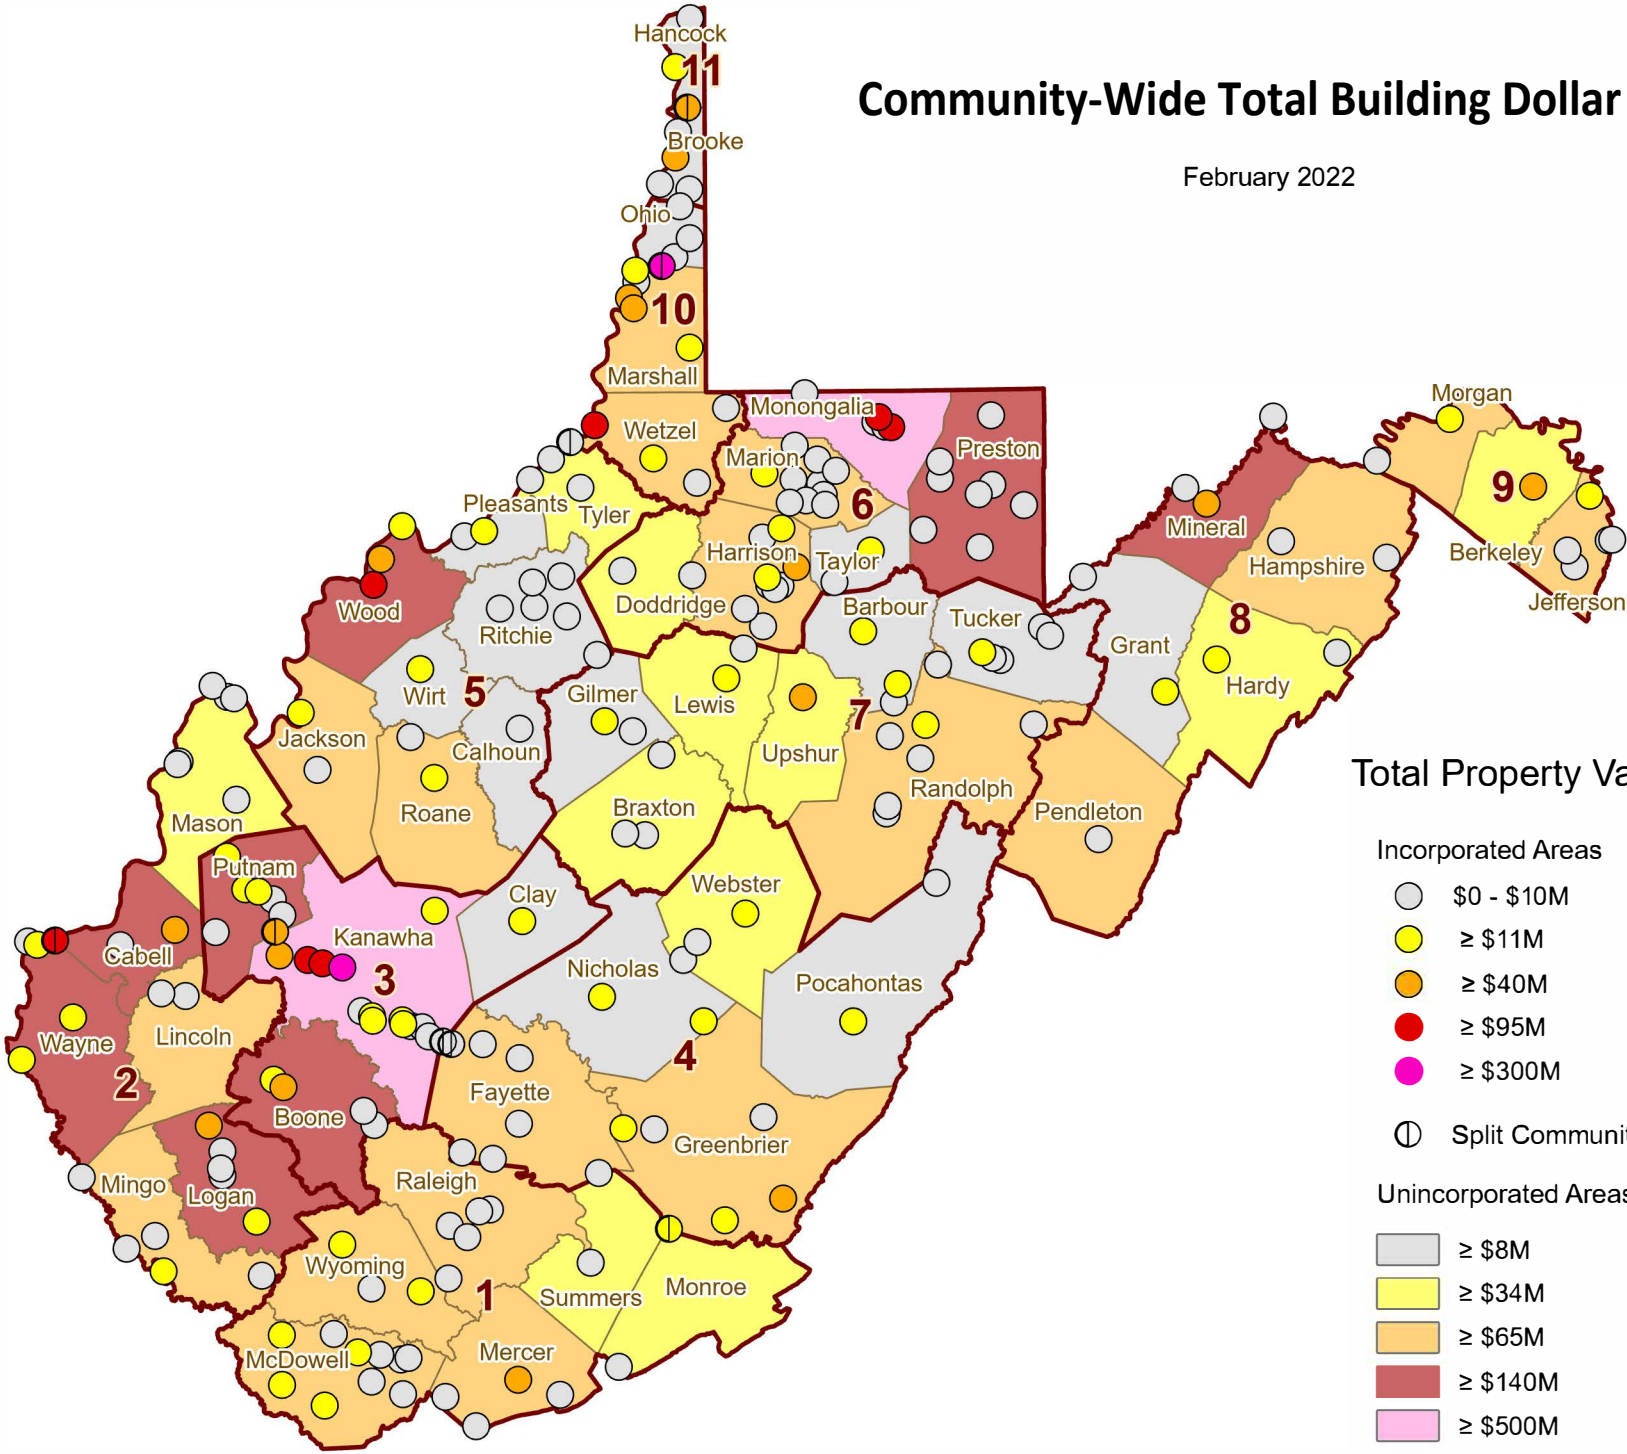 Hancock
11
Community-Wide Total Building Dollar
Brooke
February 2022
Ohio
10
Marshall
Morgan
Monongalia
Wetzel
Preston
Marion
9
Pleasants
6
Tyler
Mineral
Berkeley
Harrison
Taylor
Hampshire
Jefferson
Wood
Doddridge
Barbour
Tucker
8
Ritchie
Grant
Wirt
5
Gilmer
Lewis
7
Hardy
Jackson
Calhoun
Upshur
Total Property Va
Randolph
Braxton
Pendleton
Roane
Mason
Incorporated Areas
Putnam
Webster
$0 - $10M
Clay
Kanawha
≥ $11M
Cabell
3
Nicholas
Pocahontas
≥ $40M
Lincoln
≥ $95M
Wayne
4
≥ $300M
2
Fayette
Boone
Greenbrier
Split Communit
Mingo
Raleigh
Logan
Unincorporated Areas
Wyoming
≥ $8M
1
Summers
Monroe
≥ $34M
≥ $65M
McDowell
Mercer
≥ $140M
≥ $500M